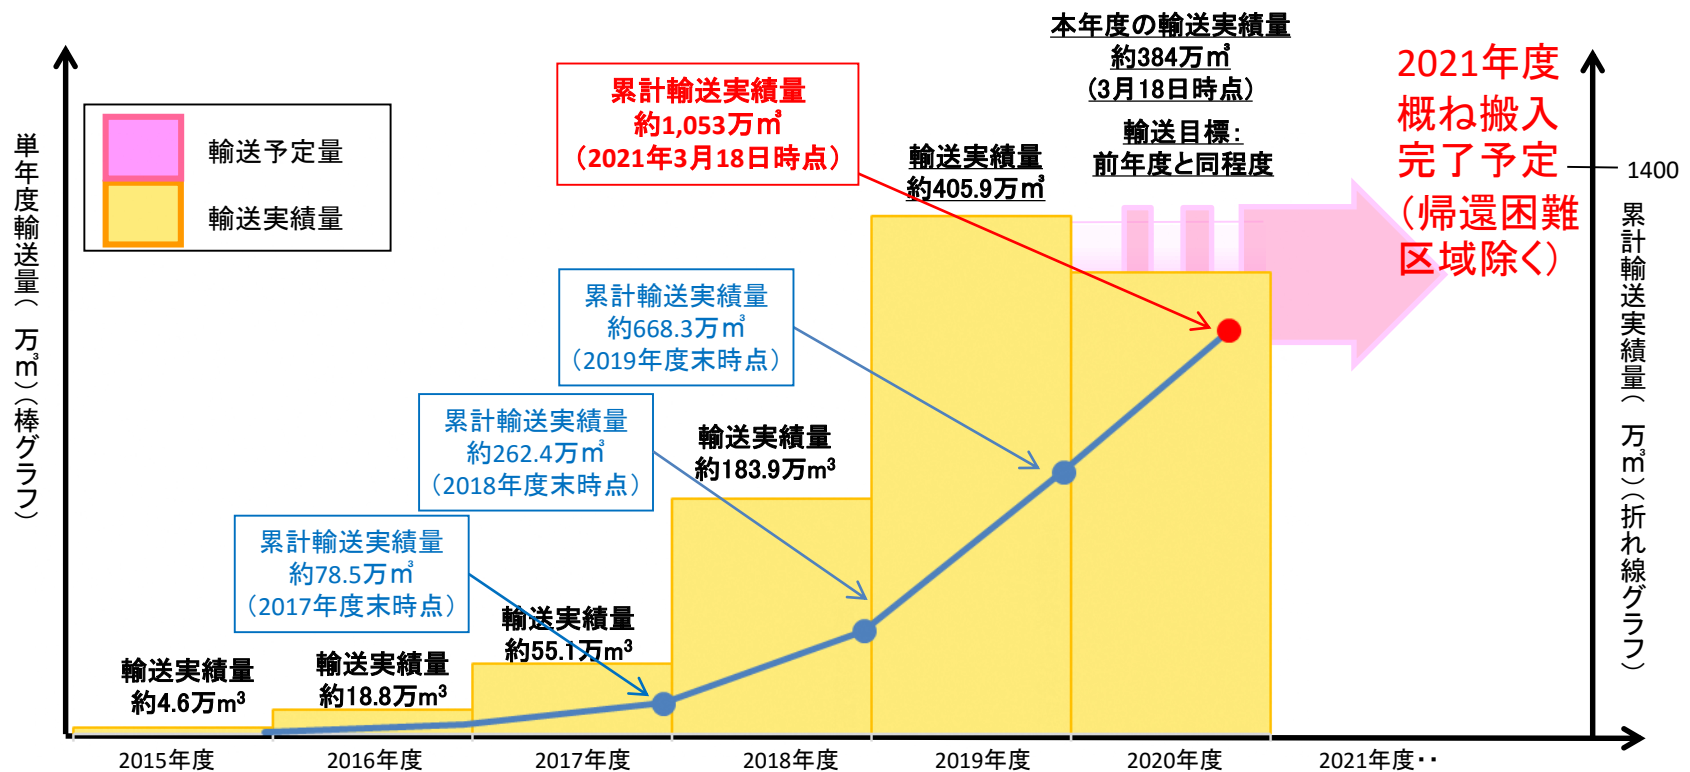 本年度の輸送実績量
約384万㎥
(3月18日時点)
輸送目標:
前年度と同程度
2021年度
概ね搬入
完了予定
(帰還困難
区域除く)
累計輸送実績量
約1,053万㎥
(2021年3月18日時点)
輸送予定量
輸送実績量
単年度輸送量( 万㎥)(棒グラフ)
1400
累計輸送実績量( 万㎥)(折れ線グラフ)
輸送実績量
約405.9万㎥
累計輸送実績量
約668.3万㎥
(2019年度末時点)
累計輸送実績量
約262.4万㎥
(2018年度末時点)
輸送実績量
約183.9万m³
累計輸送実績量
約78.5万㎥
(2017年度末時点)
輸送実績量
約55.1万m³
輸送実績量
約18.8万m³
輸送実績量
約4.6万m³
2015年度
2016年度
2017年度
2018年度
2019年度
2020年度
2021年度・・